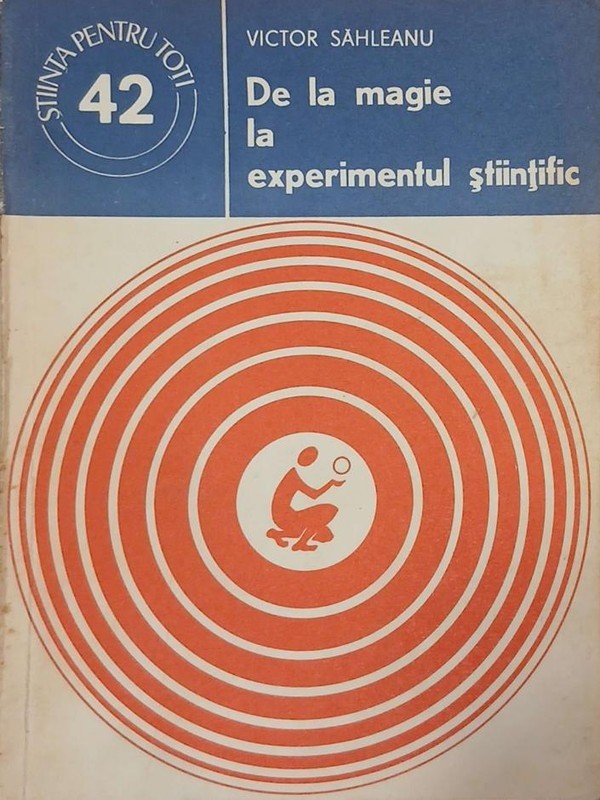 ŞTIINŢA PENTRU TOŢI
42
VICTOR SĂHLEANU
De la magie
la
experimentul ştiinţific